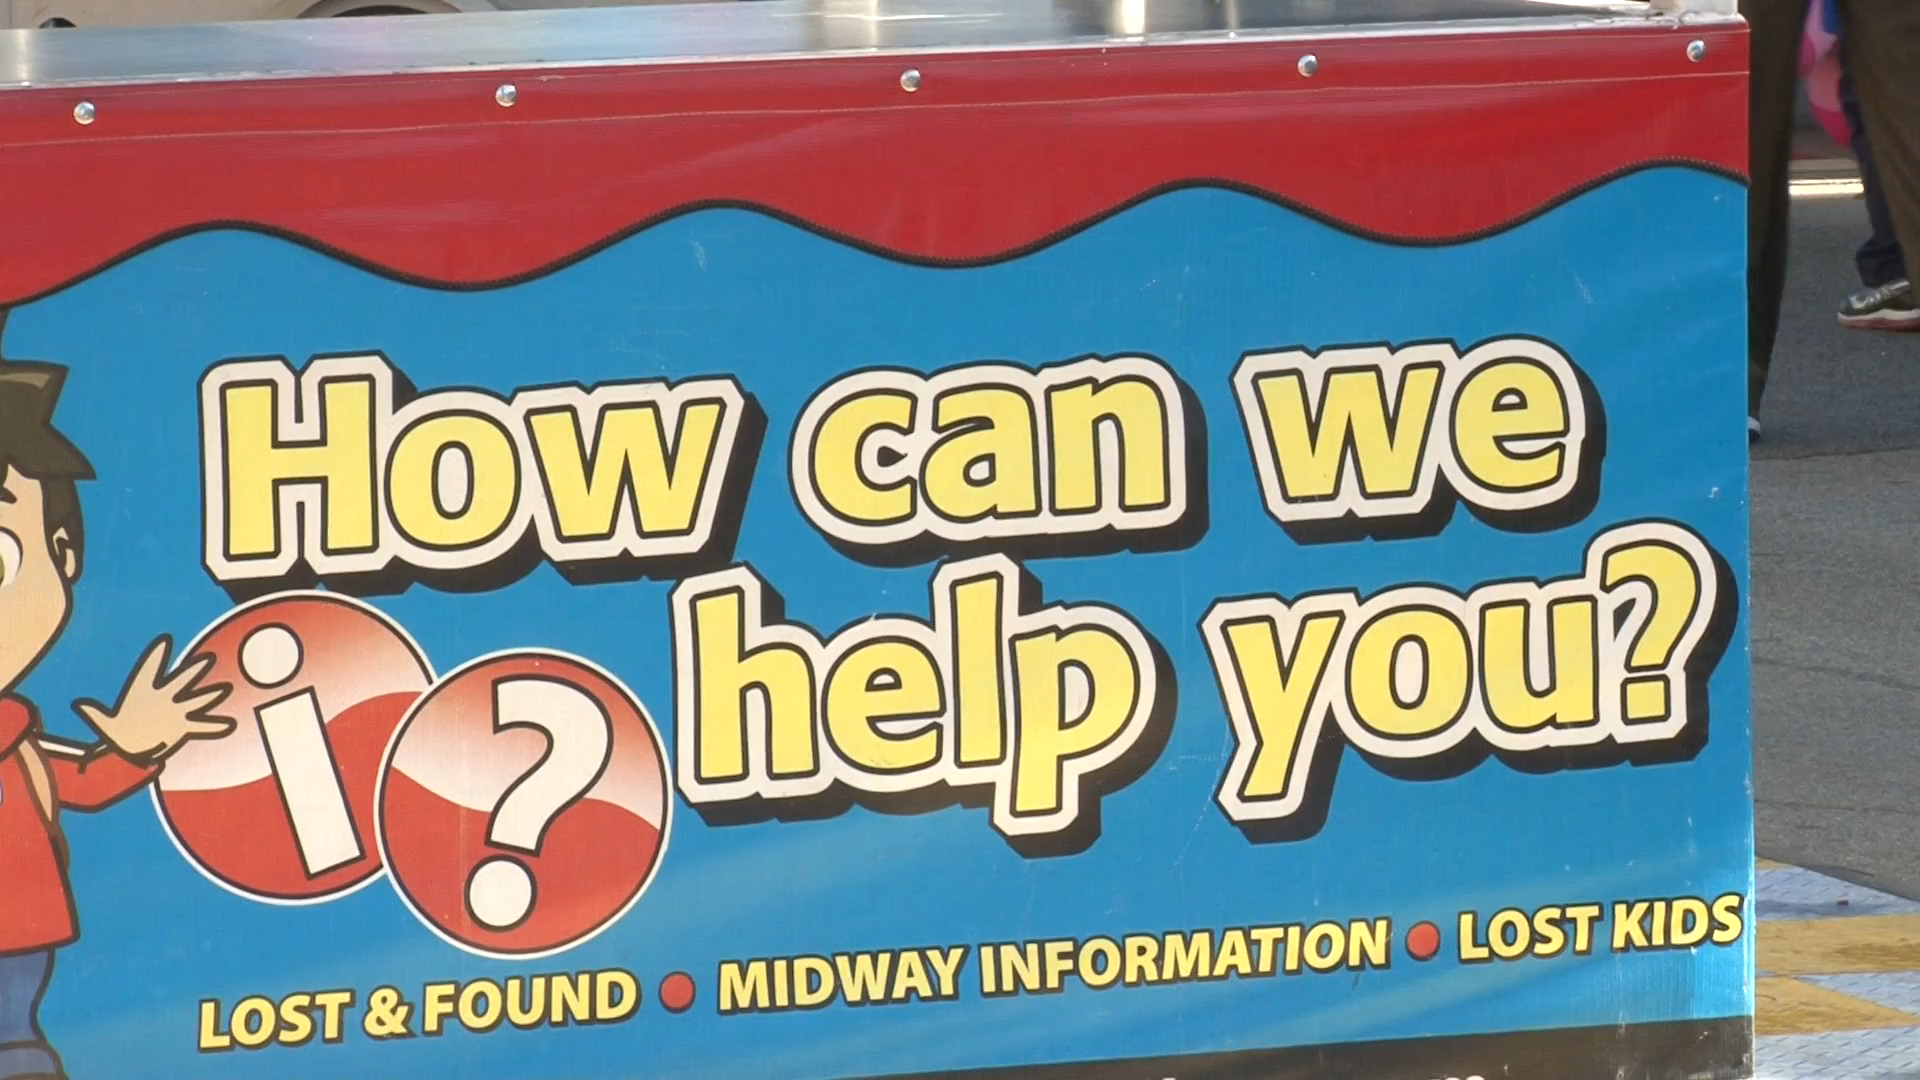 How can we
help you?
i ?
LOST & FOUND • MIDWAY INFORMATION • LOST KIDS